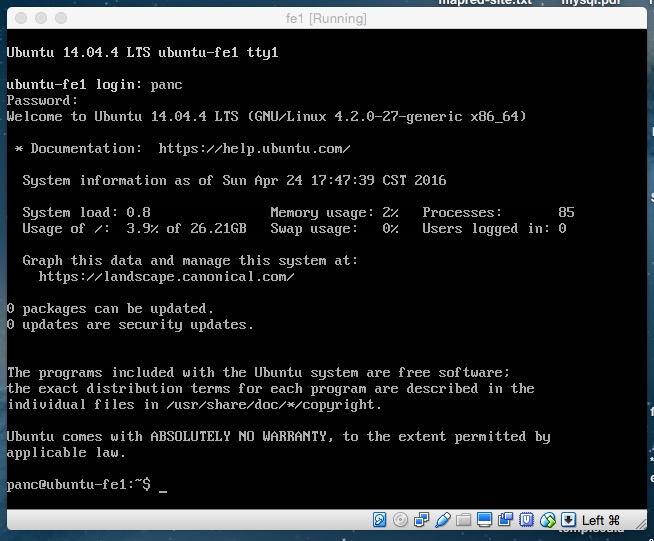 mapred-site.txt mysql.pdf
fe1 [Running]
Ubuntu 14.04.4 LTS ubuntu-fe1 tty1
ubuntu-fe1 login: panc
Password:
Welcome to Ubuntu 14.04.4 LTS (GNU/Linux 4.2.0-27-generic x86_64)
* Documentation: https://help.ubuntu.com/
System information as of Sun Apr 24 17:47:39 CST 2016
System load: 0.8 Memory usage: 2% Processes: 85
Usage of /: 3.9% of 26.21GB Swap usage: 0% Users logged in: 0
Graph this data and manage this system at:
https://landscape.canonical.com/
0 packages can be updated.
0 updates are security updates.
The programs included with the Ubuntu system are free software;
the exact distribution terms for each program are described in the
individual files in /usr/share/doc/*/copyright.
Ubuntu comes with ABSOLUTELY NO WARRANTY, to the extent permitted by
applicable law.
panc@ubuntu-fe1:~$ _
Left ⌘